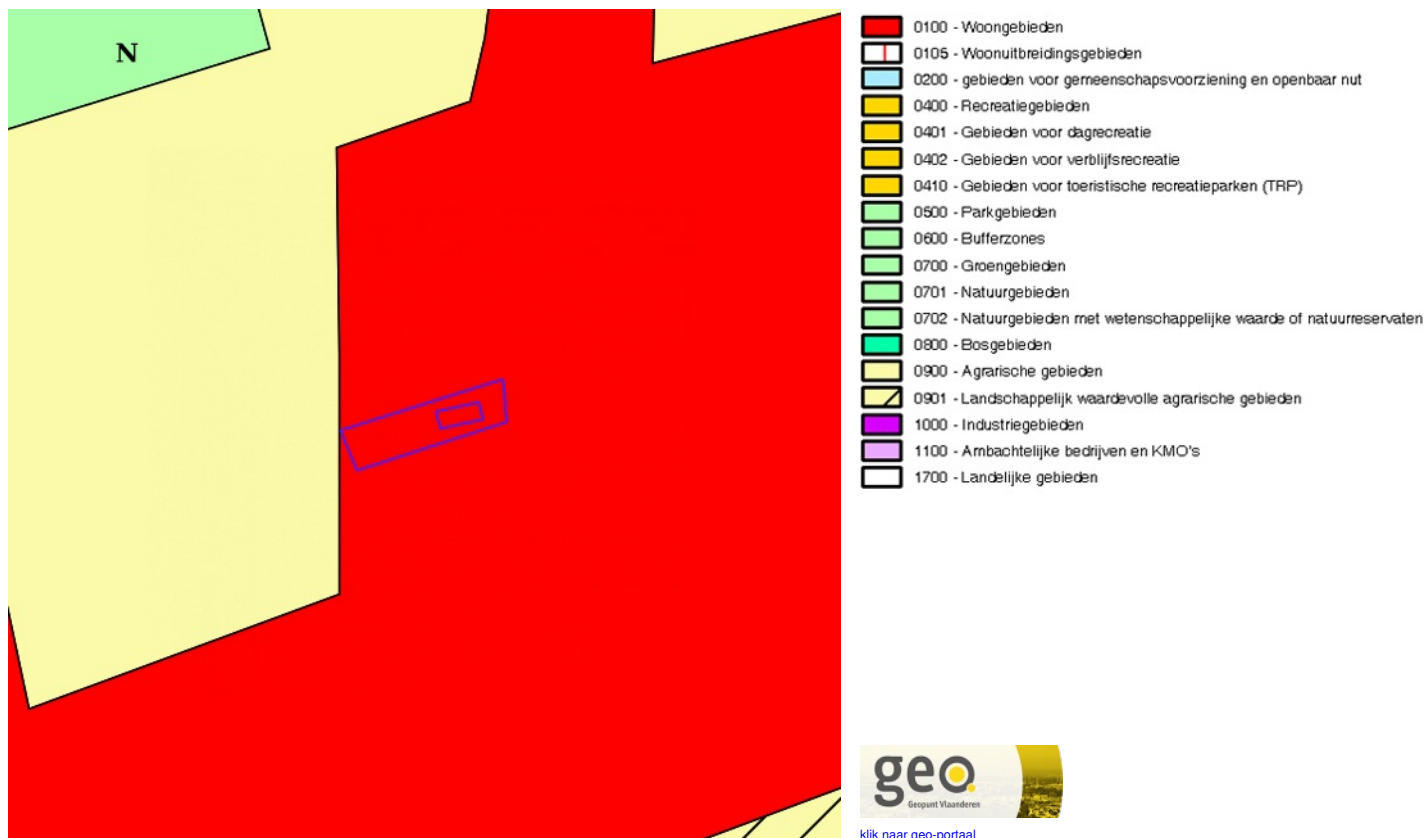 N
0100 - Woongebieden
0105 - Woonuitbreidingsgebieden
0200 - gebieden voor gemeenschapsvoorziening en openbaar nut
0400 - Recreatiegebieden
0401 - Gebieden voor dagrecreatie
0402 - Gebieden voor verblijfsrecreatie
0410 - Gebieden voor toeristische recreatieparken (TRP)
0500 - Parkgebieden
0600 - Bufferzones
0700 - Groengebieden
0701 - Natuurgebieden
0702 - Natuurgebieden met wetenschappelijke waarde of natuurreservaten
0800 - Bosgebieden
0900 - Agrarische gebieden
0901 - Landschappelijk waardevolle agrarische gebieden
1000 - Industriegebieden
1100 - Ambachtelijke bedrijven en KMO's
1700 - Landelijke gebieden
geo.
Geopunt Vlaanderen
klik naar geo-portaal